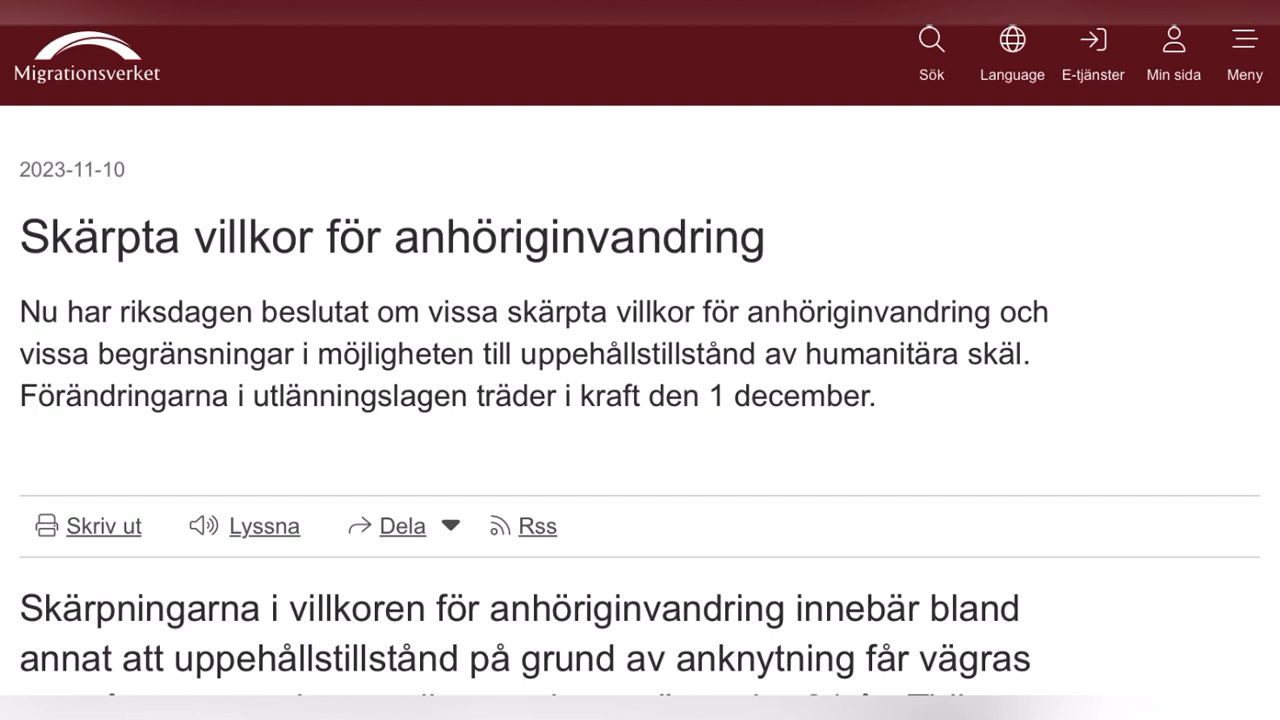 Migrationsverket
Sök
Language
E-tjänster
Min sida
Meny
2023-11-10
Skärpta villkor för anhöriginvandring
Nu har riksdagen beslutat om vissa skärpta villkor för anhöriginvandring och
vissa begränsningar i möjligheten till uppehållstillstånd av humanitära skäl.
Förändringarna i utlänningslagen träder i kraft den 1 december.
Skriv ut
Lyssna
Dela
Rss
Skärpningarna i villkoren för anhöriginvandring innebär bland
annat att uppehållstillstånd på grund av anknytning får vägras